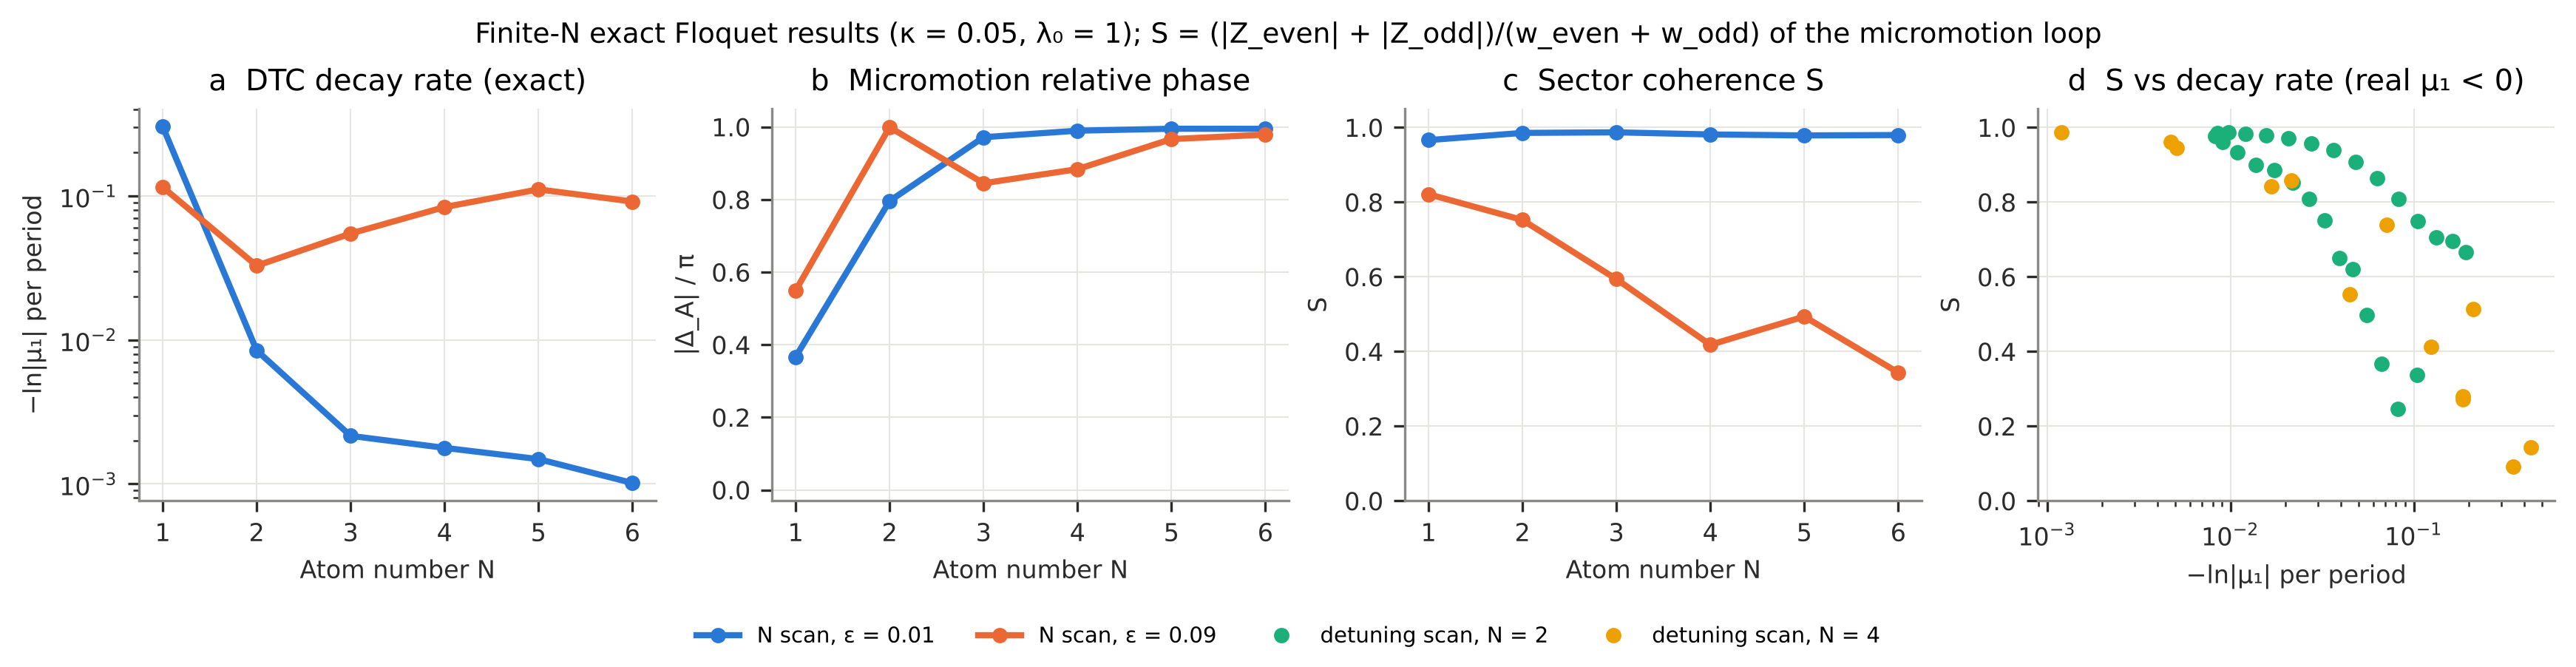 Finite-N exact Floquet results (κ = 0.05, λ₀ = 1); S = (|Z_even| + |Z_odd|)/(w_even + w_odd) of the micromotion loop
a DTC decay rate (exact)
−ln|μ₁| per period
10⁻¹
10⁻²
10⁻³
1 2 3 4 5 6
Atom number N
b Micromotion relative phase
|Δ_A| / π
1.0
0.8
0.6
0.4
0.2
0.0
1 2 3 4 5 6
Atom number N
c Sector coherence S
S
1.0
0.8
0.6
0.4
0.2
0.0
1 2 3 4 5 6
Atom number N
d S vs decay rate (real μ₁ < 0)
S
1.0
0.8
0.6
0.4
0.2
0.0
10⁻³ 10⁻² 10⁻¹
−ln|μ₁| per period
N scan, ε = 0.01
N scan, ε = 0.09
detuning scan, N = 2
detuning scan, N = 4